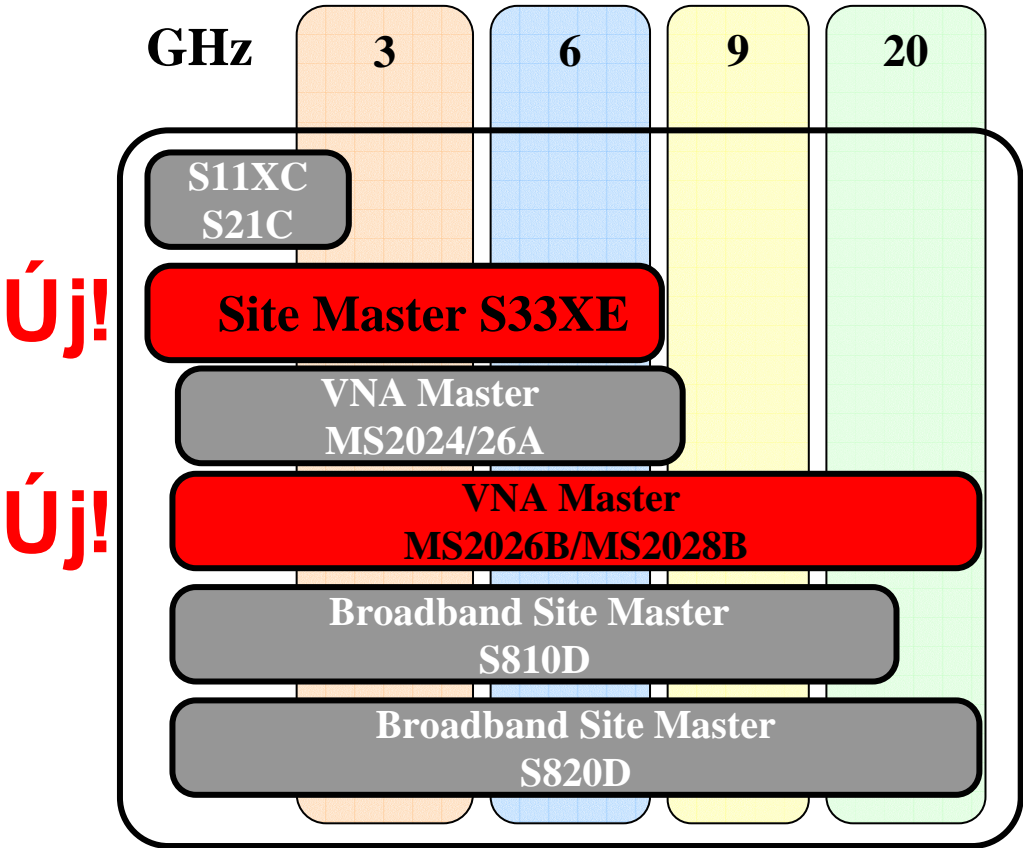 GHz 3 6 9 20
S11XC
S21C
Új!
Site Master S33XE
VNA Master
MS2024/26A
Új!
VNA Master
MS2026B/MS2028B
Broadband Site Master
S810D
Broadband Site Master
S820D